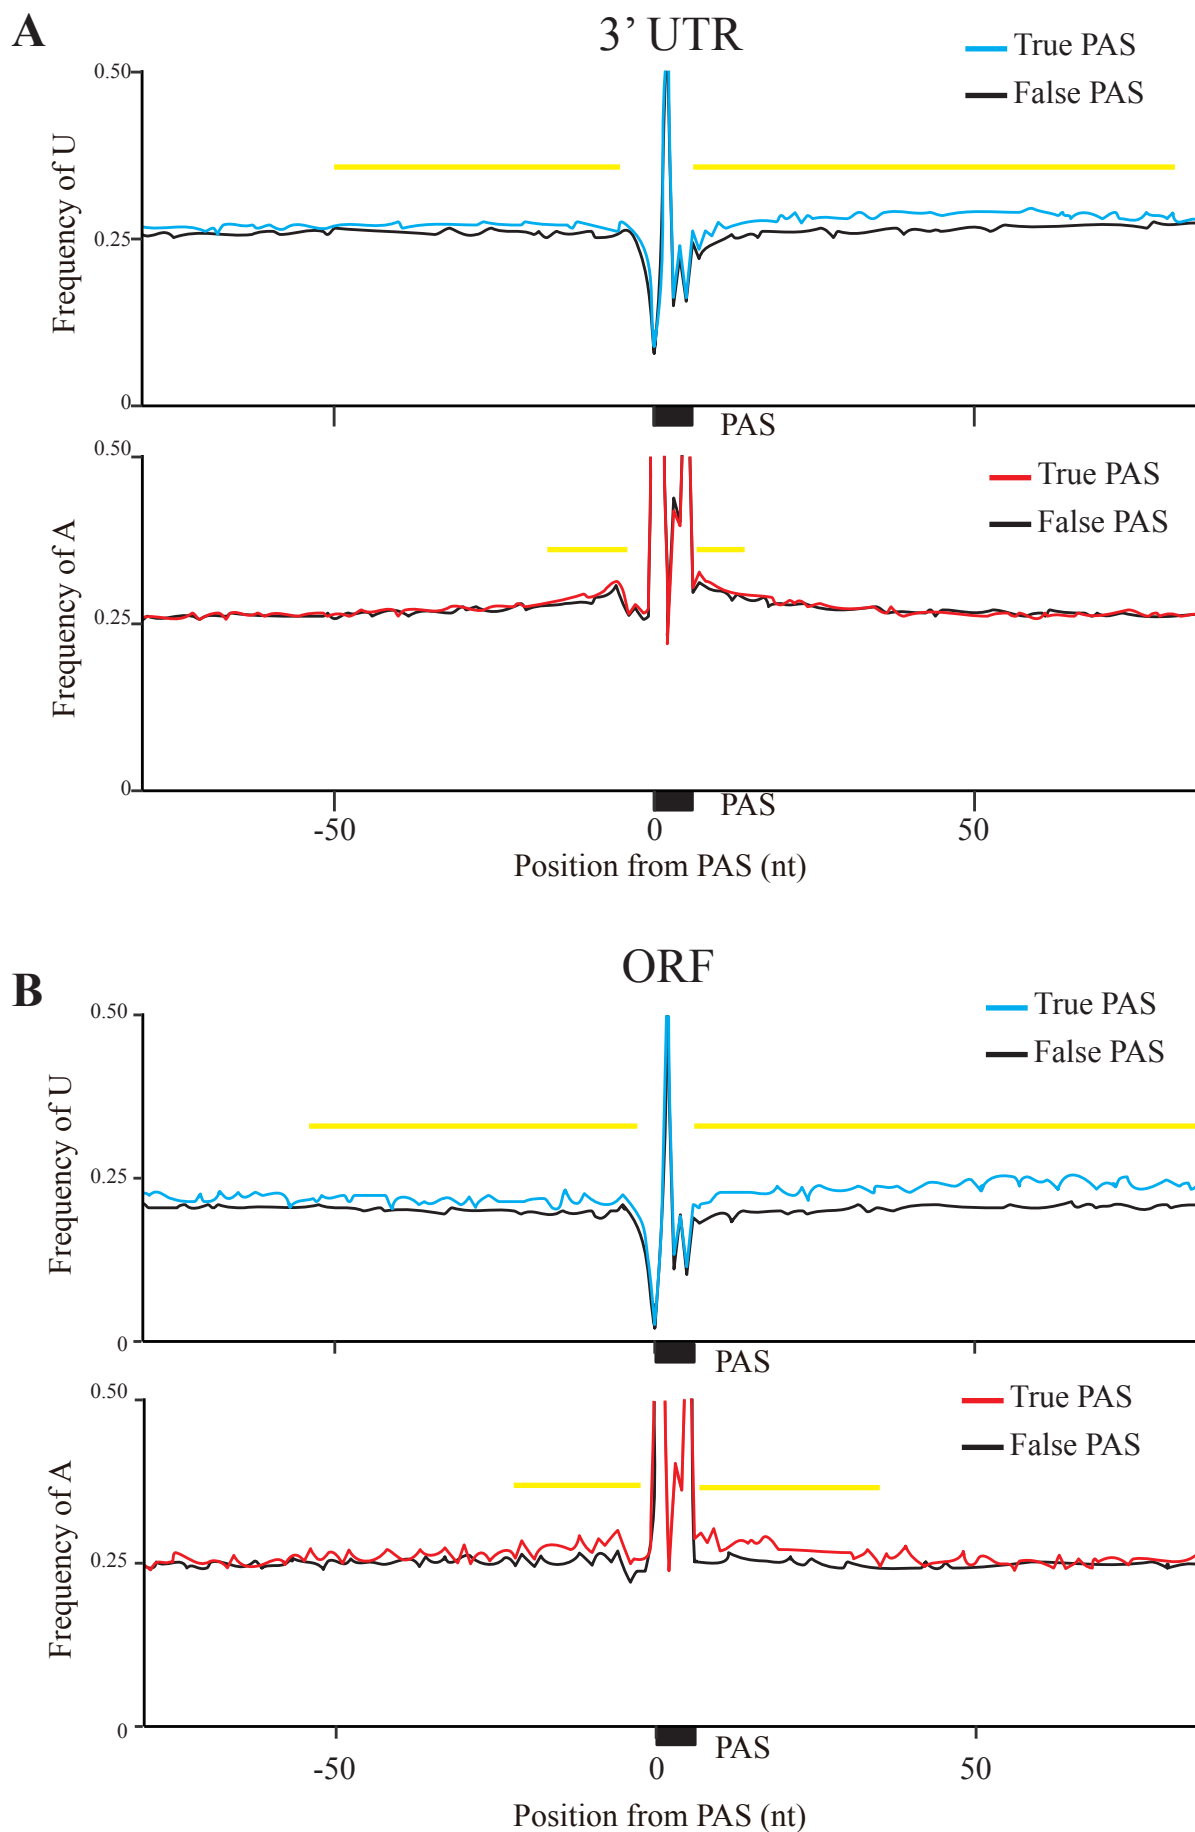 A
3’ UTR
True PAS
False PAS
0.50
0.25
0
Frequency of U
PAS
0.50
0.25
0
Frequency of A
True PAS
False PAS
PAS
-50
0
50
Position from PAS (nt)
B
ORF
True PAS
False PAS
0.50
0.25
0
Frequency of U
PAS
0.50
0.25
0
Frequency of A
True PAS
False PAS
PAS
-50
0
50
Position from PAS (nt)